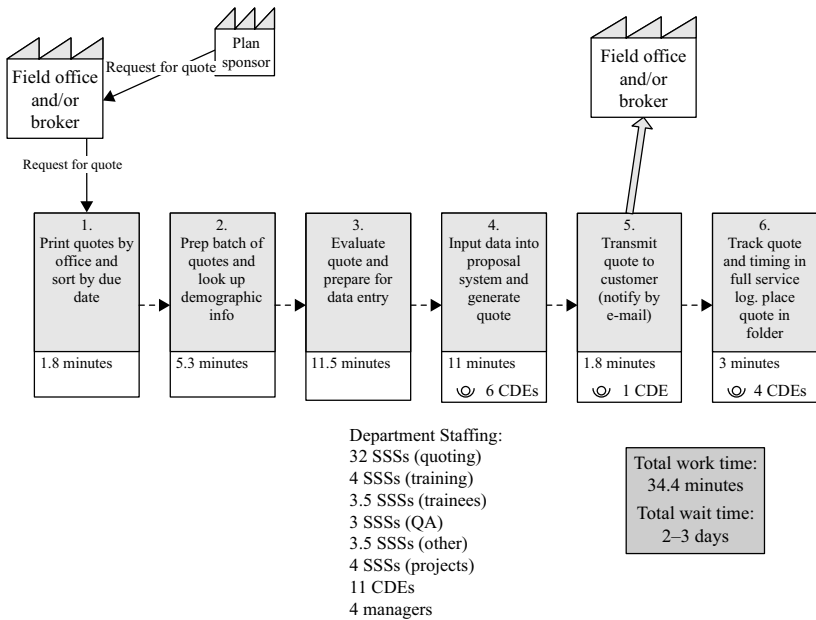 Plan
sponsor
Request for quote
Field office
and/or
broker
Request for quote
Field office
and/or
broker
1.
Print quotes by
office and
sort by due
date
1.8 minutes
2.
Prep batch of
quotes and
look up
demographic
info
5.3 minutes
3.
Evaluate
quote and
prepare for
data entry
11.5 minutes
4.
Input data into
proposal
system and
generate
quote
11 minutes
6 CDEs
5.
Transmit
quote to
customer
(notify by
e-mail)
1.8 minutes
1 CDE
6.
Track quote
and timing in
full service
log. place
quote in
folder
3 minutes
4 CDEs
Department Staffing:
32 SSSs (quoting)
4 SSSs (training)
3.5 SSSs (trainees)
3 SSSs (QA)
3.5 SSSs (other)
4 SSSs (projects)
11 CDEs
4 managers
Total work time:
34.4 minutes
Total wait time:
2–3 days